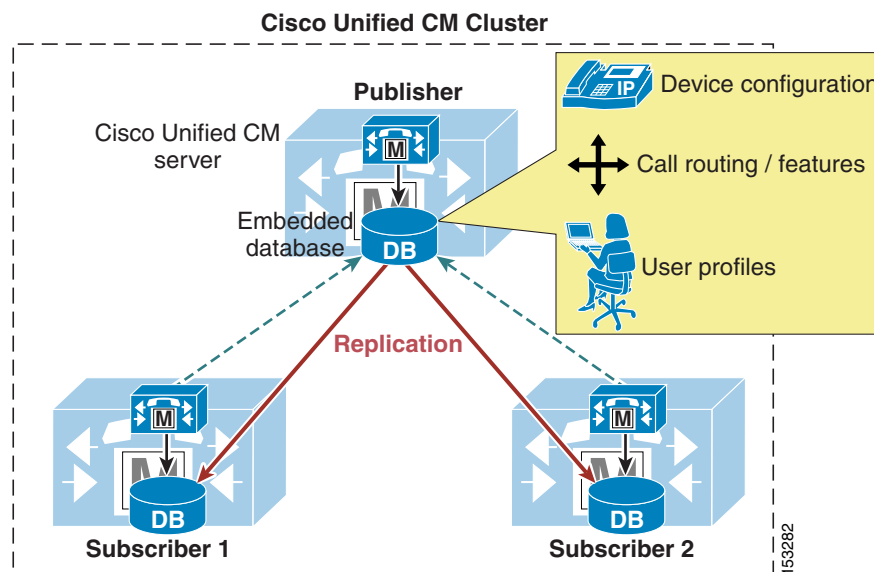 Cisco Unified CM Cluster
Publisher
Cisco Unified CM
server
M
Embedded
database
DB
IP
Device configuration
Call routing / features
User profiles
Replication
M
M
DB
DB
Subscriber 1
Subscriber 2
153282